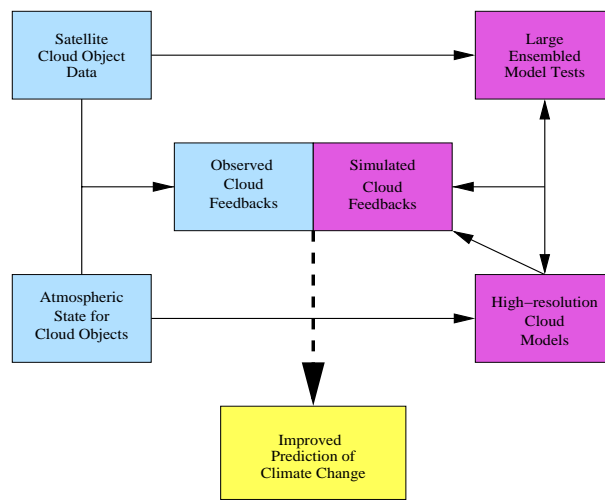 Satellite
Cloud Object
Data
Large
Ensembled
Model Tests
Observed
Cloud
Feedbacks
Simulated
Cloud
Feedbacks
Atmospheric
State for
Cloud Objects
High−resolution
Cloud
Models
Improved
Prediction of
Climate Change